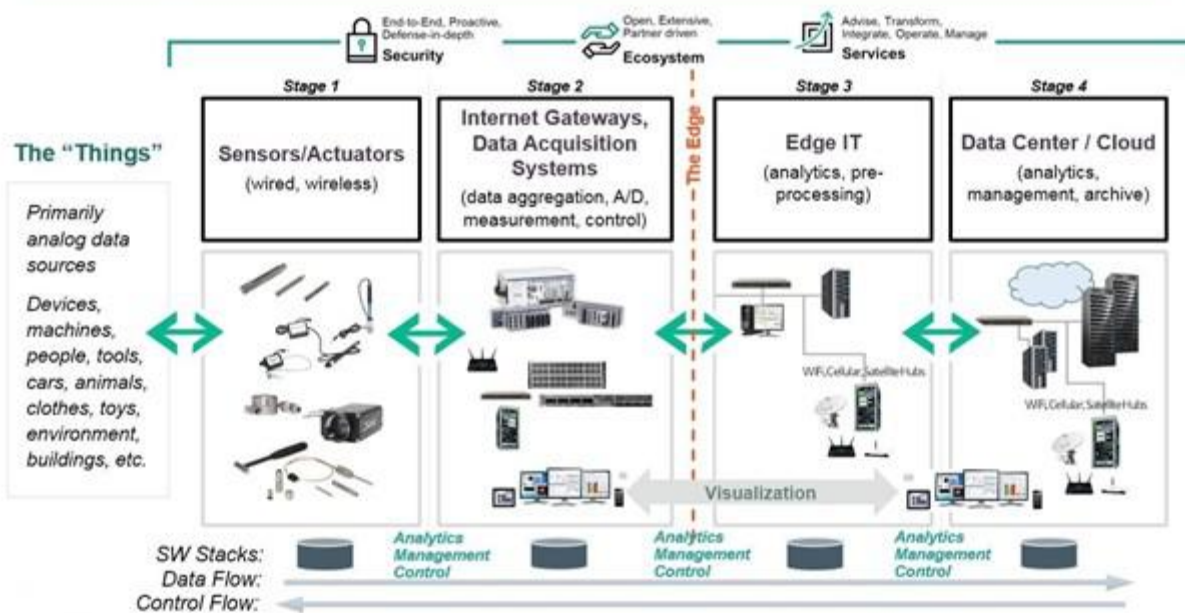 End-to-End, Proactive,
Defense-in-depth
Security
Open, Extensive,
Partner driven
Ecosystem
Advise, Transform,
Integrate, Operate, Manage
Services
Stage 1
Stage 2
Stage 3
Stage 4
The "Things"
Primarily
analog data
sources
Devices,
machines,
people, tools,
cars, animals,
clothes, toys,
environment,
buildings, etc.
Sensors/Actuators
(wired, wireless)
Internet Gateways,
Data Acquisition
Systems
(data aggregation, A/D,
measurement, control)
The Edge
Edge IT
(analytics, pre-
processing)
Data Center / Cloud
(analytics,
management, archive)
WiFi, Cellular, Satellite Hubs
WiFi, Cellular, Satellite Hubs
Visualization
SW Stacks:
Analytics
Management
Control
Analytics
Management
Control
Analytics
Management
Control
Data Flow:
Control Flow: